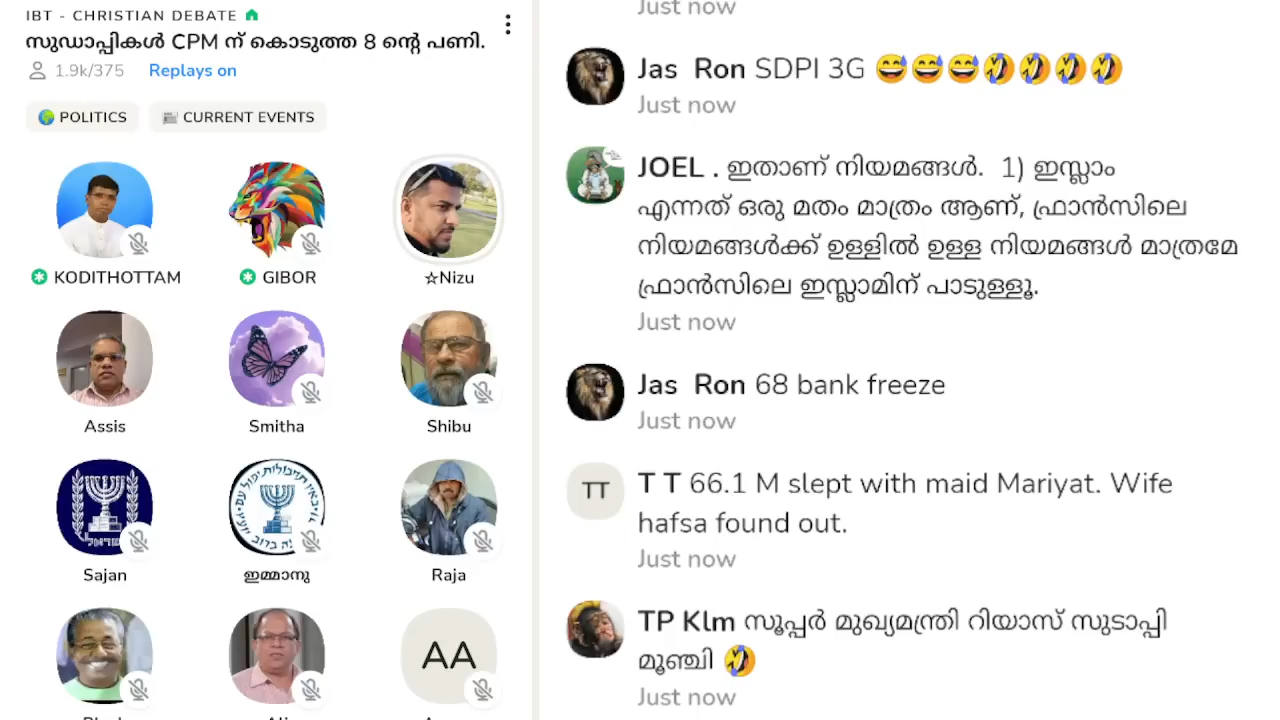 IBT - CHRISTIAN DEBATE
സുഡാപ്പികൾ CPM ന് കൊടുത്ത 8 ന്റെ പണി.
1.9k/375 Replays on
POLITICS CURRENT EVENTS
KODITHOTTAM GIBOR ☆Nizu
Assis Smitha Shibu
Sajan ഇമ്മാനു Raja
AA
Just now
Jas Ron SDPI 3G 😅😅😅🤣🤣🤣🤣
Just now
JOEL . ഇതാണ് നിയമങ്ങൾ. 1) ഇസ്ലാം
എന്നത് ഒരു മതം മാത്രം ആണ്, ഫ്രാൻസിലെ
നിയമങ്ങൾക്ക് ഉള്ളിൽ ഉള്ള നിയമങ്ങൾ മാത്രമേ
ഫ്രാൻസിലെ ഇസ്ലാമിന് പാടുള്ളൂ.
Just now
Jas Ron 68 bank freeze
Just now
TT
T T 66.1 M slept with maid Mariyat. Wife
hafsa found out.
Just now
TP Klm സൂപ്പർ മുഖ്യമന്ത്രി റിയാസ് സുടാപ്പി
മൂഞ്ചി 🤣
Just now